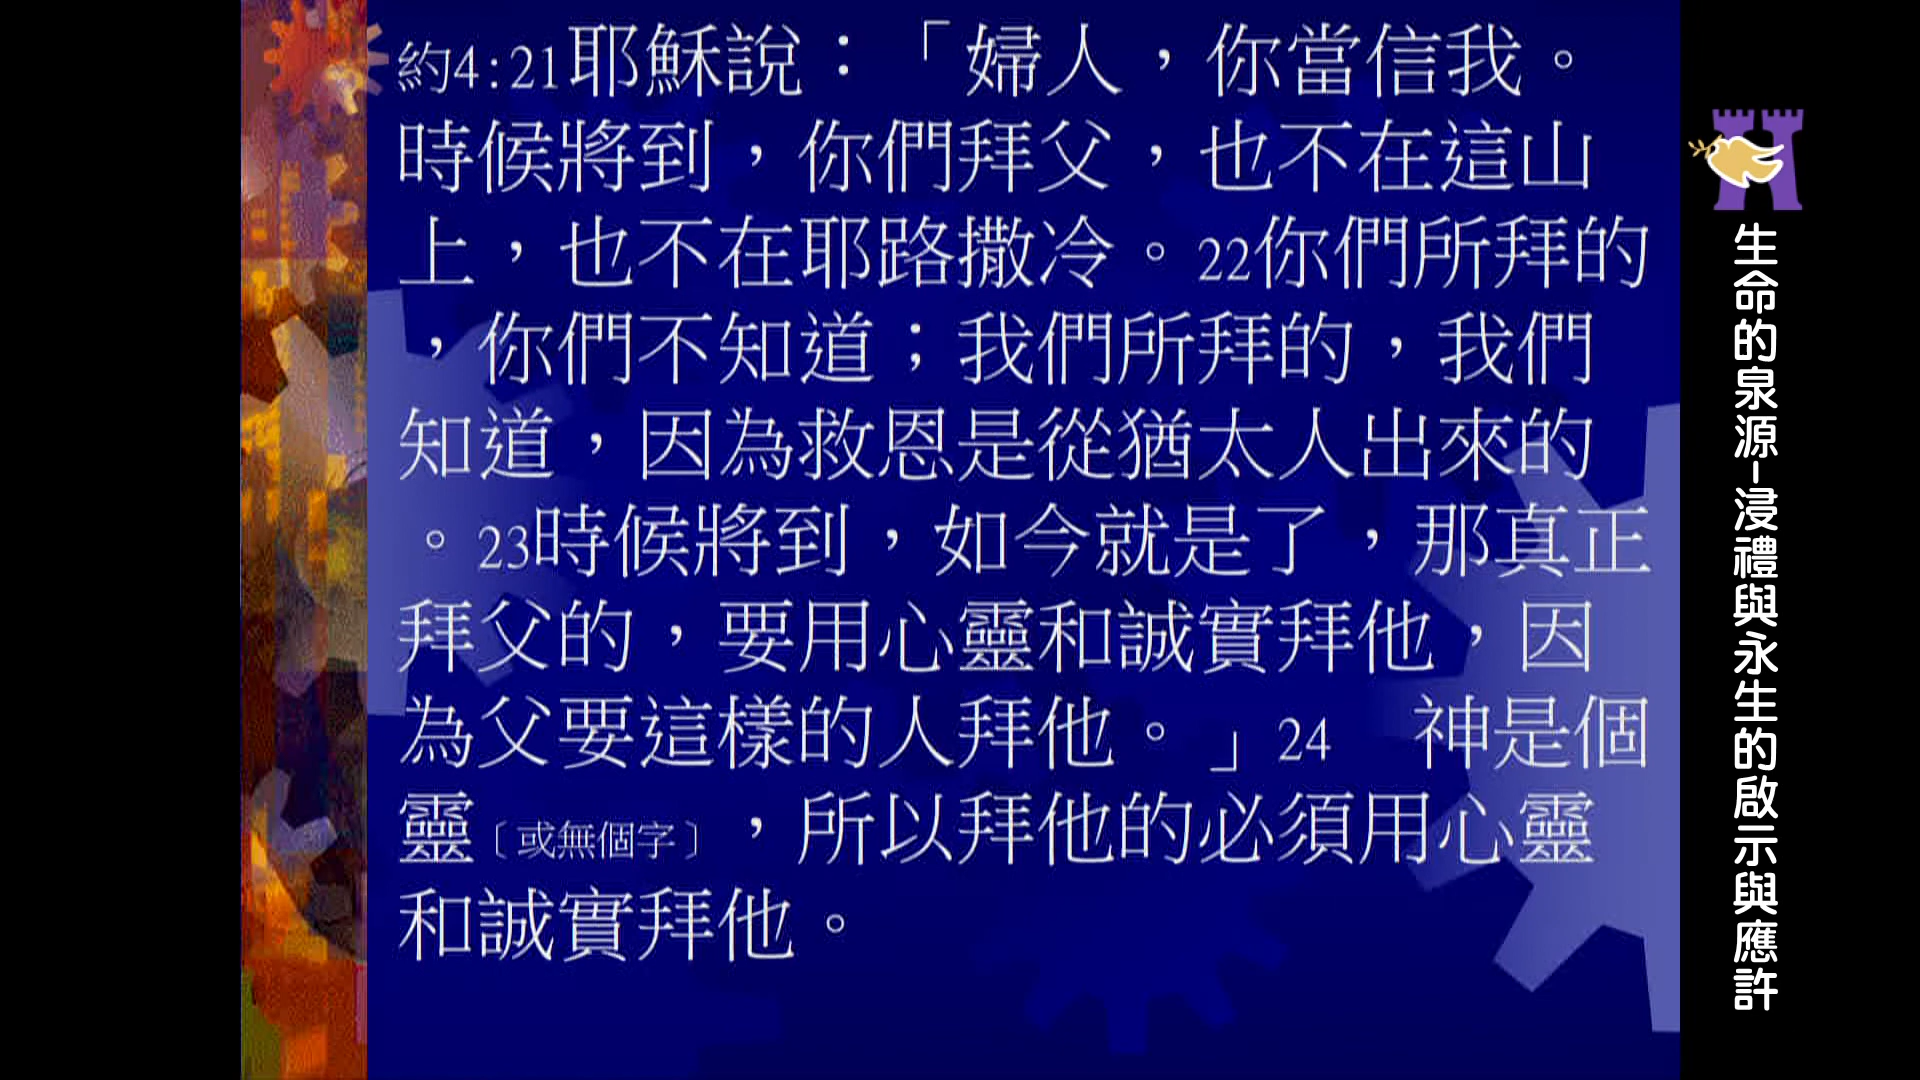 約4:21耶穌說：「婦人，你當信我。
時候將到，你們拜父，也不在這山
上，也不在耶路撒冷。22你們所拜的
，你們不知道；我們所拜的，我們
知道，因為救恩是從猶太人出來的
。23時候將到，如今就是了，那真正
拜父的，要用心靈和誠實拜他，因
為父要這樣的人拜他。」24　神是個
靈〔或無個字〕，所以拜他的必須用心靈
和誠實拜他。
生命的泉源-浸禮與永生的啟示與應許